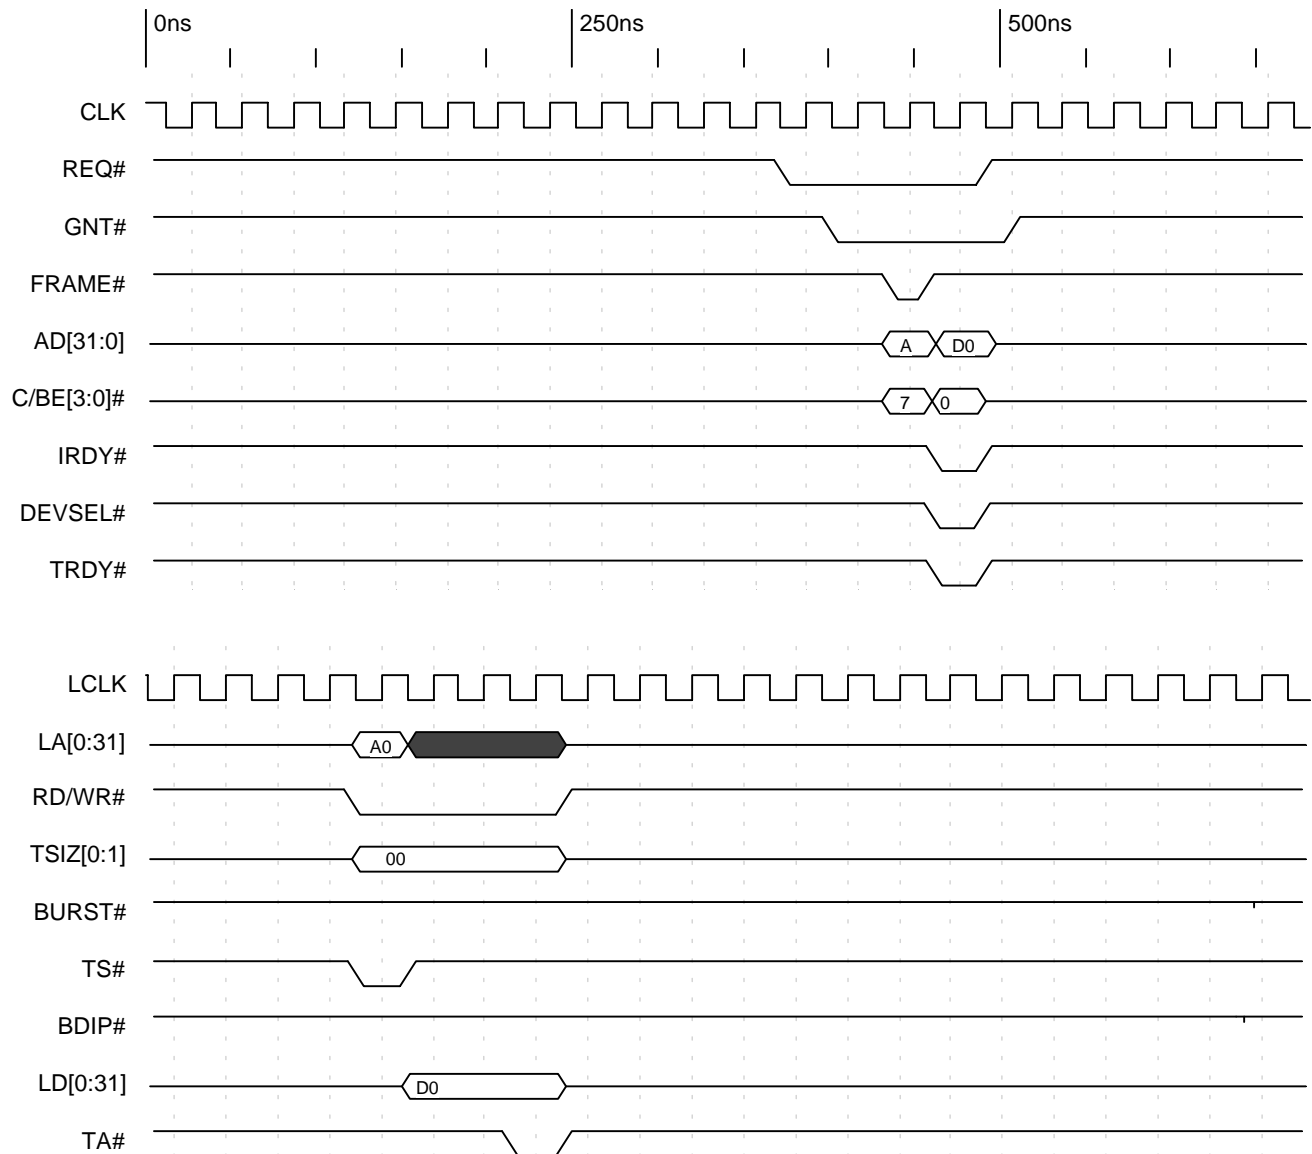 0ns 250ns 500ns
CLK
REQ#
GNT#
FRAME#
AD[31:0] A D0
C/BE[3:0]# 7 0
IRDY#
DEVSEL#
TRDY#
LCLK
LA[0:31] A0
RD/WR#
TSIZ[0:1] 00
BURST#
TS#
BDIP#
LD[0:31] D0
TA#